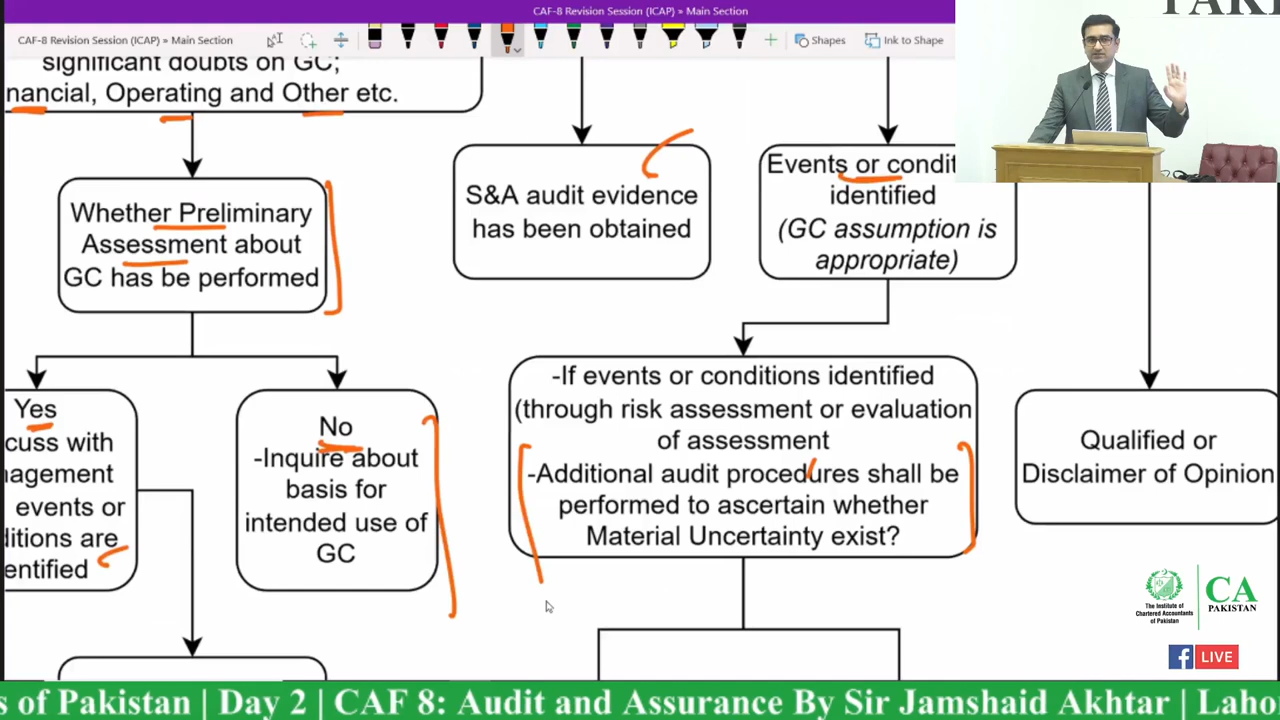 CAF-8 Revision Session (ICAP) » Main Section
CAF-8 Revision Session (ICAP) » Main Section
Shapes
Ink to Shape
significant doubts on GC;
nancial, Operating and Other etc.
Whether Preliminary
Assessment about
GC has be performed
Yes
cuss with
nagement
events or
ditions are
entified
No
-Inquire about
basis for
intended use of
GC
S&A audit evidence
has been obtained
Events or condit
identified
(GC assumption is
appropriate)
-If events or conditions identified
(through risk assessment or evaluation
of assessment
-Additional audit procedures shall be
performed to ascertain whether
Material Uncertainty exist?
Qualified or
Disclaimer of Opinion
The Institute of
Chartered Accountants
of Pakistan
CA
PAKISTAN
LIVE
s of Pakistan | Day 2 | CAF 8: Audit and Assurance By Sir Jamshaid Akhtar | Laho